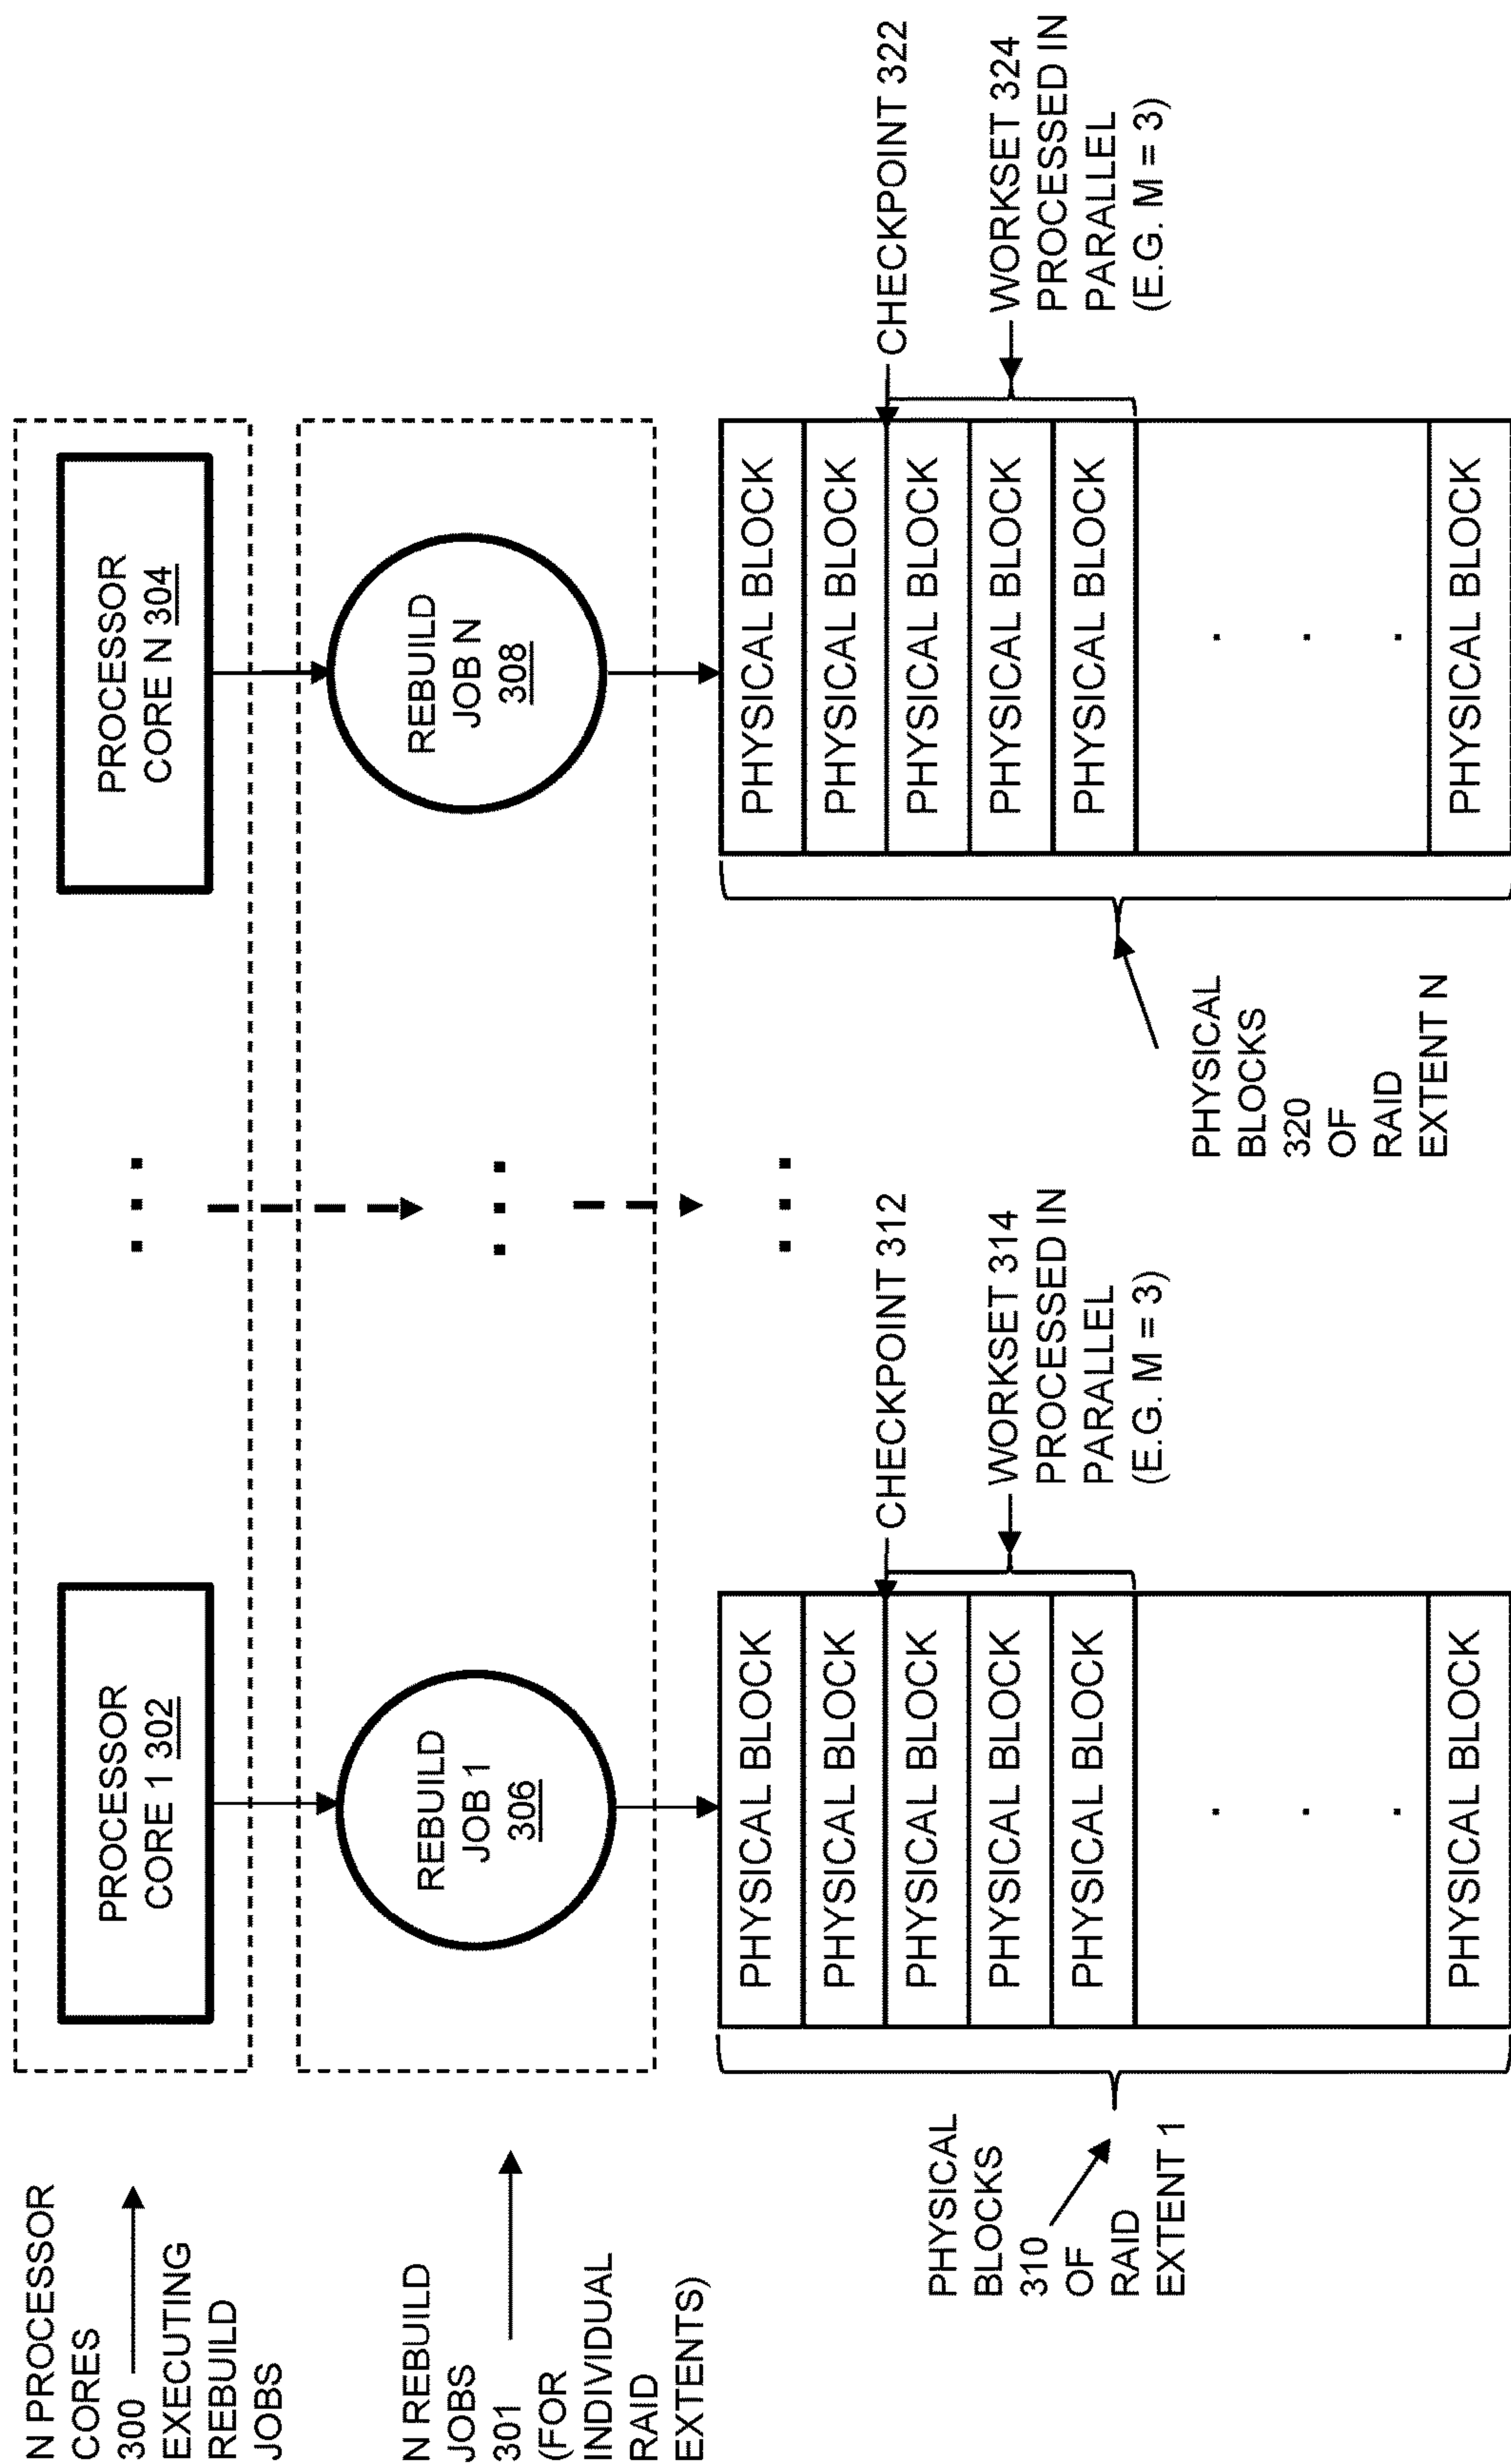 N PROCESSOR
CORES
300
EXECUTING
REBUILD
JOBS
PROCESSOR
CORE 1 302
. . .
PROCESSOR
CORE N 304
N REBUILD
JOBS
301
(FOR
INDIVIDUAL
RAID
EXTENTS)
REBUILD
JOB 1
306
. . .
REBUILD
JOB N
308
PHYSICAL
BLOCKS
310
OF
RAID
EXTENT 1
PHYSICAL BLOCK
PHYSICAL BLOCK
PHYSICAL BLOCK
PHYSICAL BLOCK
PHYSICAL BLOCK
.
.
.
PHYSICAL BLOCK
CHECKPOINT 312
WORKSET 314
PROCESSED IN
PARALLEL
(E.G. M = 3)
. . .
PHYSICAL
BLOCKS
320
OF
RAID
EXTENT N
PHYSICAL BLOCK
PHYSICAL BLOCK
PHYSICAL BLOCK
PHYSICAL BLOCK
PHYSICAL BLOCK
.
.
.
PHYSICAL BLOCK
CHECKPOINT 322
WORKSET 324
PROCESSED IN
PARALLEL
(E.G. M = 3)